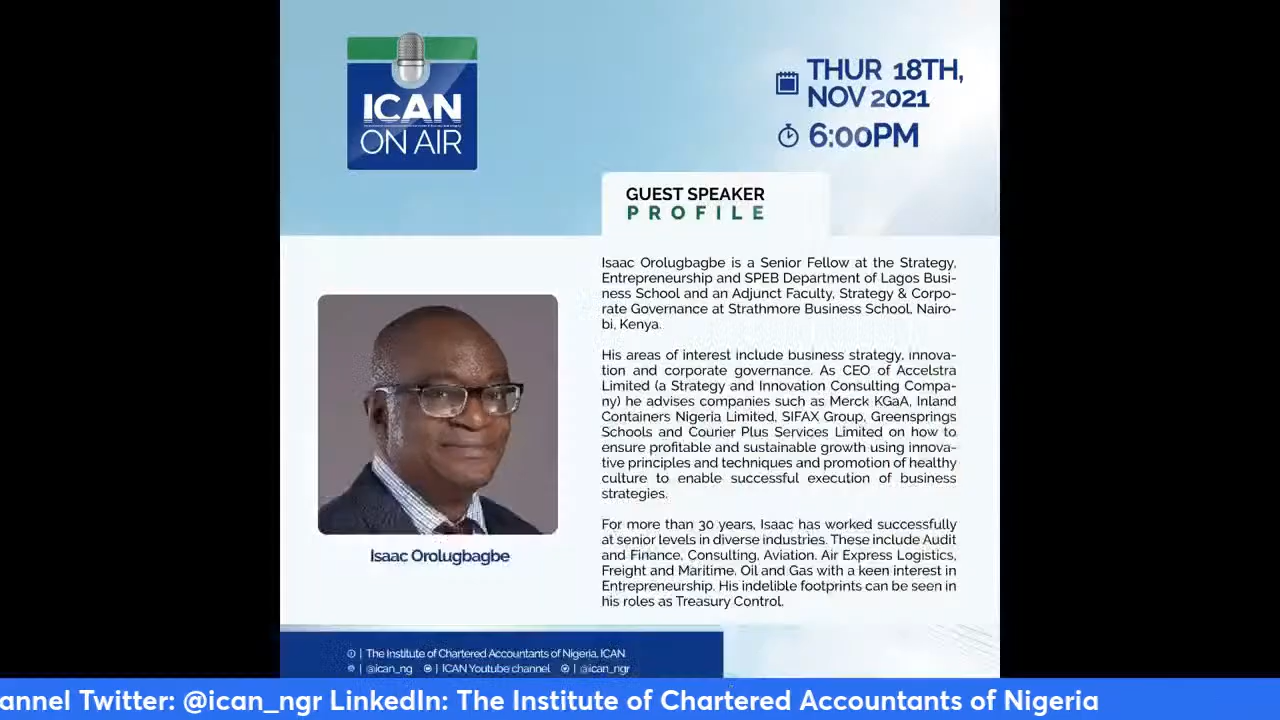 ICAN
ON AIR
THUR 18TH,
NOV 2021
6:00PM
GUEST SPEAKER
PROFILE
Isaac Orolugbagbe is a Senior Fellow at the Strategy,
Entrepreneurship and SPEB Department of Lagos Busi-
ness School and an Adjunct Faculty, Strategy & Corpo-
rate Governance at Strathmore Business School, Nairo-
bi, Kenya.
His areas of interest include business strategy, innova-
tion and corporate governance. As CEO of Accelstra
Limited (a Strategy and Innovation Consulting Compa-
ny) he advises companies such as Merck KGaA, Inland
Containers Nigeria Limited, SIFAX Group, Greensprings
Schools and Courier Plus Services Limited on how to
ensure profitable and sustainable growth using innova-
tive principles and techniques and promotion of healthy
culture to enable successful execution of business
strategies.
For more than 30 years, Isaac has worked successfully
at senior levels in diverse industries. These include Audit
and Finance, Consulting, Aviation, Air Express Logistics,
Freight and Maritime, Oil and Gas with a keen interest in
Entrepreneurship. His indelible footprints can be seen in
his roles as Treasury Control.
Isaac Orolugbagbe
| The Institute of Chartered Accountants of Nigeria, ICAN
| @ican_ng | ICAN Youtube channel | @ican_ngr
annel Twitter: @ican_ngr LinkedIn: The Institute of Chartered Accountants of Nigeria